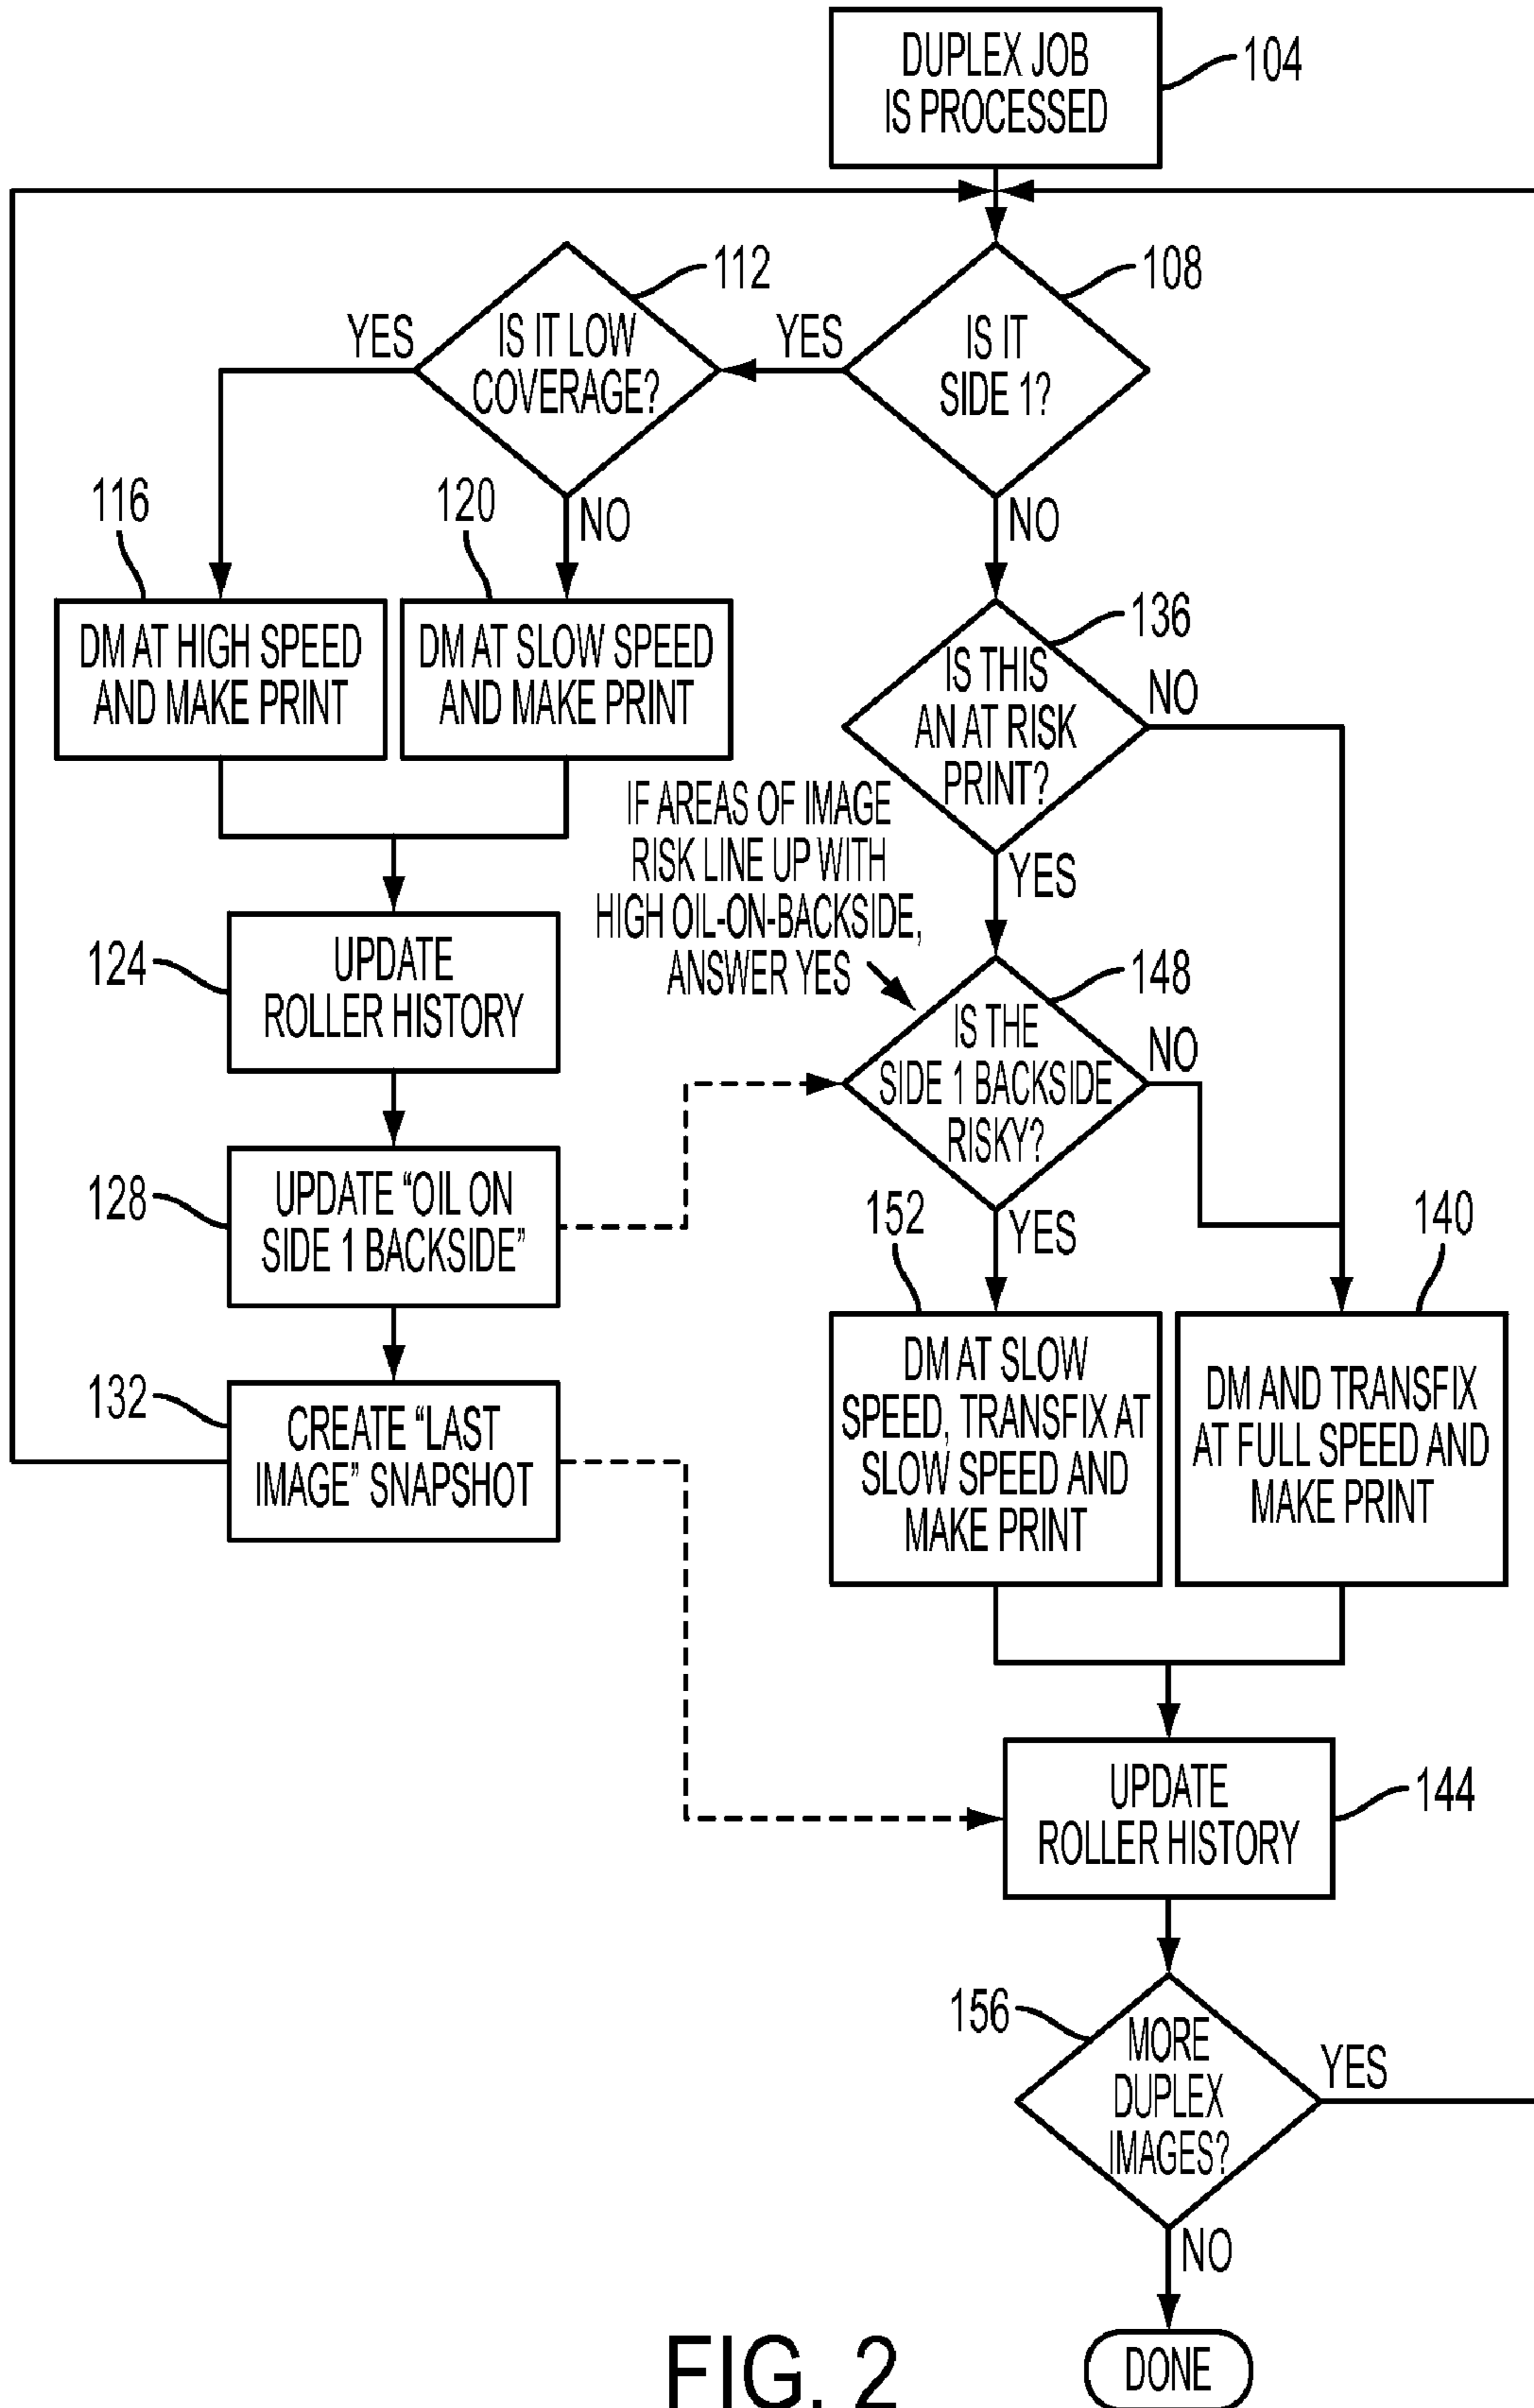 DUPLEX JOB
IS PROCESSED
104
112
108
YES
IS IT LOW
COVERAGE?
YES
IS IT
SIDE 1?
116
120
NO
NO
DM AT HIGH SPEED
AND MAKE PRINT
DM AT SLOW SPEED
AND MAKE PRINT
136
IS THIS
AN AT RISK
PRINT?
NO
IF AREAS OF IMAGE
RISK LINE UP WITH
HIGH OIL-ON-BACKSIDE,
ANSWER YES
YES
124
UPDATE
ROLLER HISTORY
148
IS THE
SIDE 1 BACKSIDE
RISKY?
NO
128
UPDATE “OIL ON
SIDE 1 BACKSIDE”
152
YES
140
132
CREATE “LAST
IMAGE” SNAPSHOT
DM AT SLOW
SPEED, TRANSFIX AT
SLOW SPEED AND
MAKE PRINT
DM AND TRANSFIX
AT FULL SPEED AND
MAKE PRINT
UPDATE
ROLLER HISTORY
144
156
MORE
DUPLEX
IMAGES?
YES
NO
DONE
FIG. 2